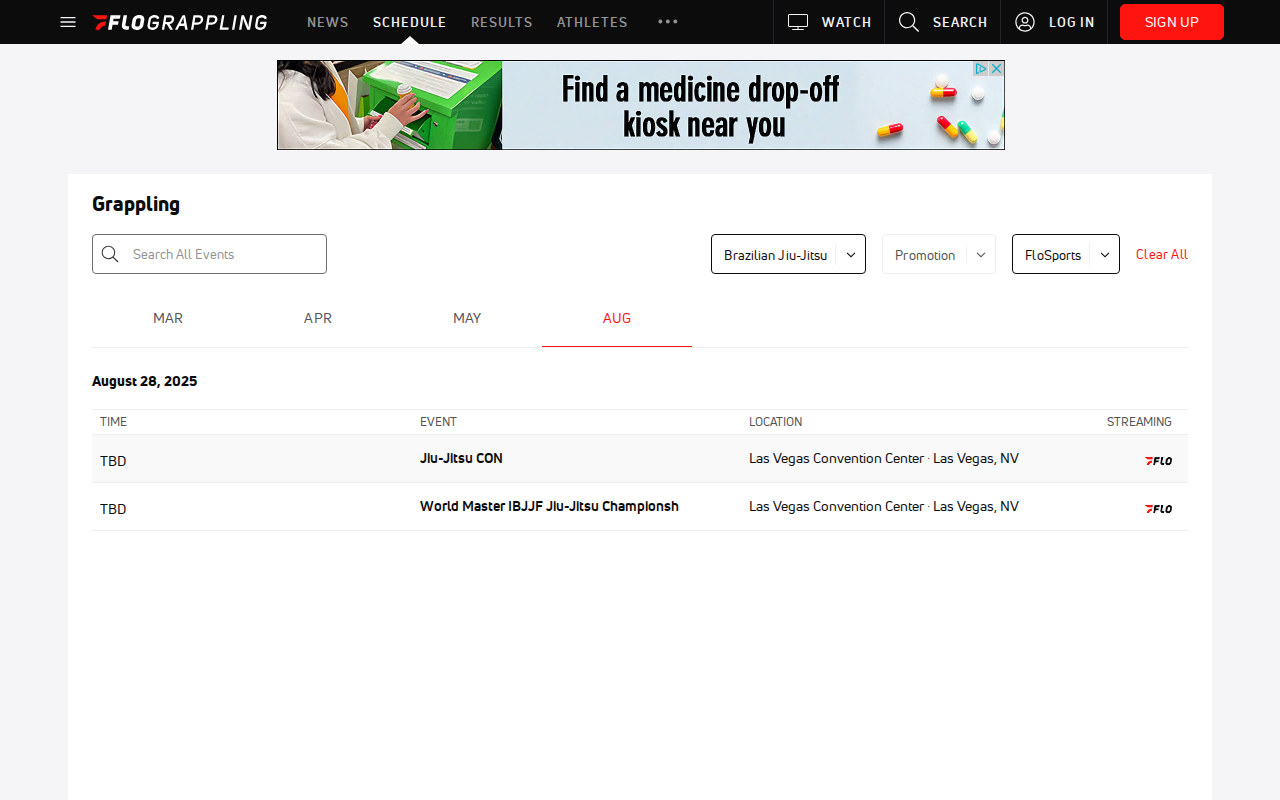 FLOGRAPPLING
NEWS
SCHEDULE
RESULTS
ATHLETES
WATCH
SEARCH
LOG IN
SIGN UP
Find a medicine drop-off
kiosk near you
Grappling
Search All Events
Brazilian Jiu-Jitsu
Promotion
FloSports
Clear All
MAR
APR
MAY
AUG
August 28, 2025
TIME
EVENT
LOCATION
STREAMING
TBD
Jiu-Jitsu CON
Las Vegas Convention Center · Las Vegas, NV
FLO
TBD
World Master IBJJF Jiu-Jitsu Championsh
Las Vegas Convention Center · Las Vegas, NV
FLO